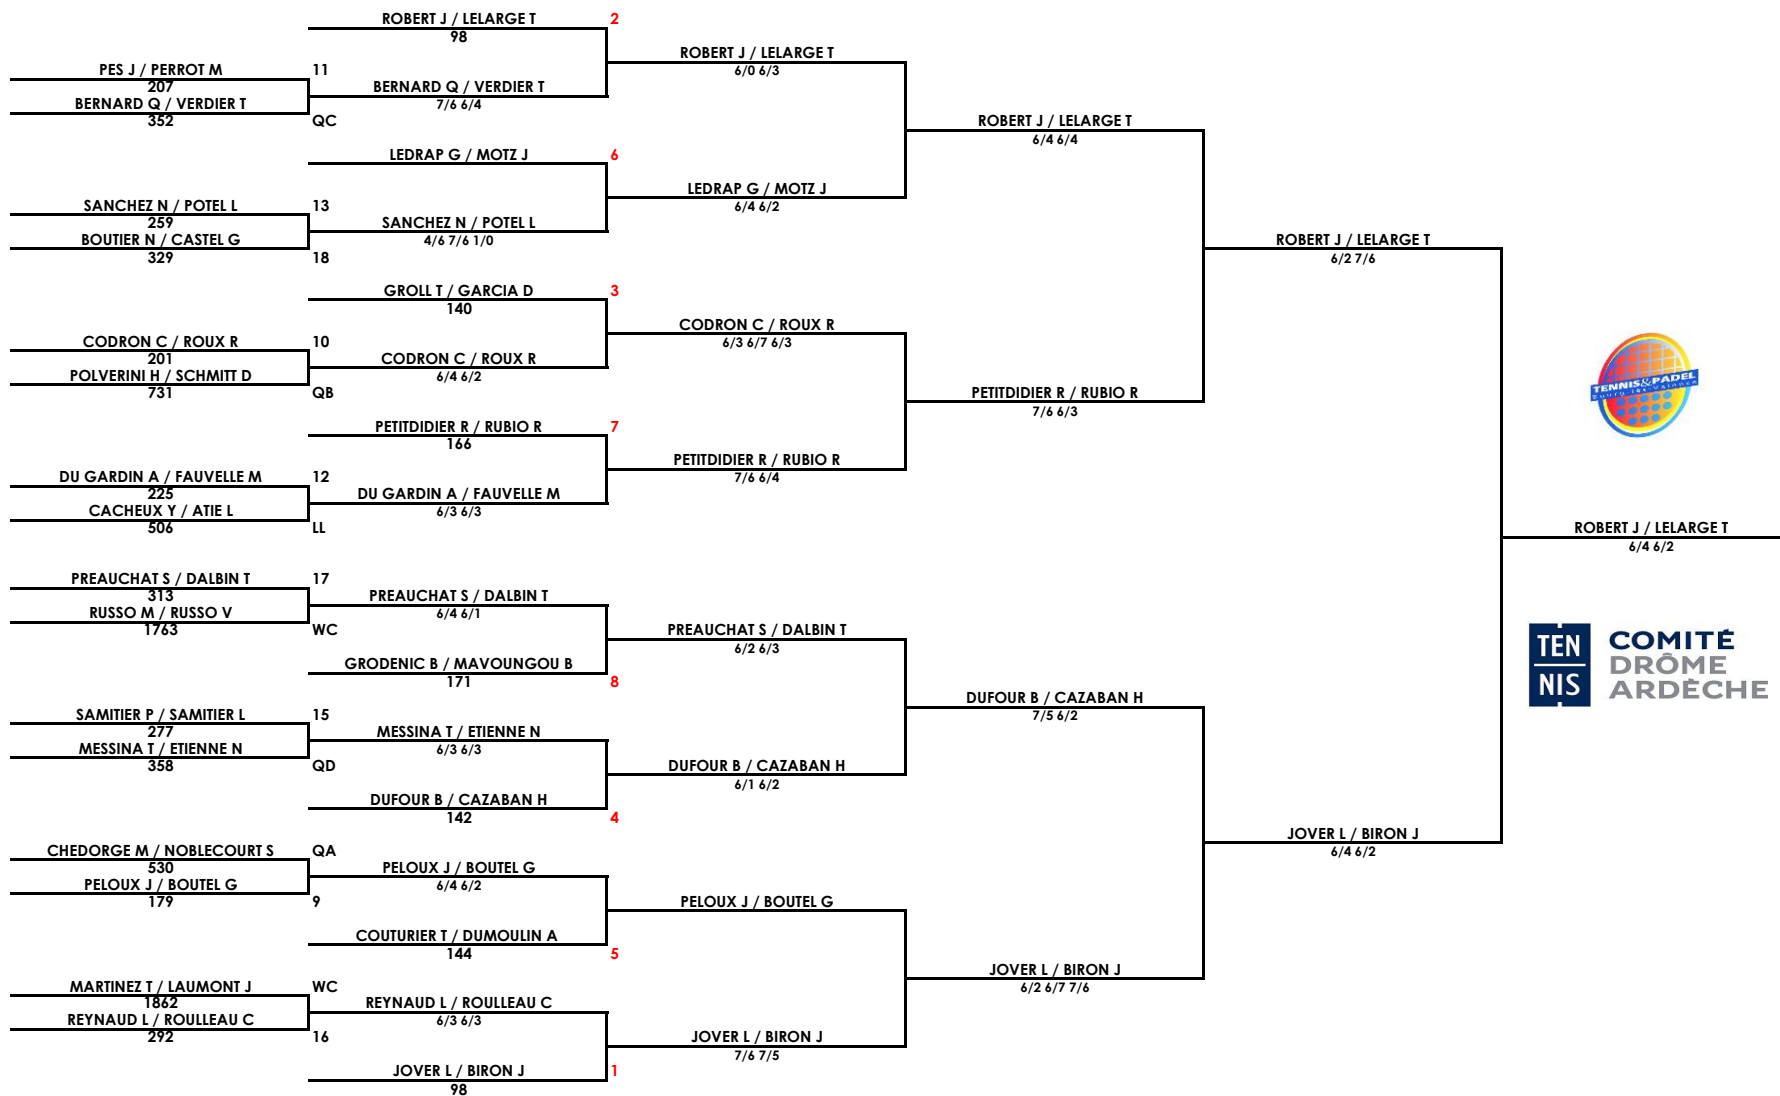 ROBERT J / LELARGE T 2
98
ROBERT J / LELARGE T
6/0 6/3
PES J / PERROT M 11
207
BERNARD Q / VERDIER T
7/6 6/4
BERNARD Q / VERDIER T
352 QC
ROBERT J / LELARGE T
6/4 6/4
LEDRAP G / MOTZ J 6
LEDRAP G / MOTZ J
6/4 6/2
SANCHEZ N / POTEL L 13
259
SANCHEZ N / POTEL L
4/6 7/6 1/0
BOUTIER N / CASTEL G
329 18
ROBERT J / LELARGE T
6/2 7/6
GROLL T / GARCIA D 3
140
CODRON C / ROUX R
6/3 6/7 6/3
CODRON C / ROUX R 10
201
CODRON C / ROUX R
6/4 6/2
POLVERINI H / SCHMITT D
731 QB
PETITDIDIER R / RUBIO R
7/6 6/3
TENNIS&PADEL
PETITDIDIER R / RUBIO R 7
166
PETITDIDIER R / RUBIO R
7/6 6/4
DU GARDIN A / FAUVELLE M 12
225
DU GARDIN A / FAUVELLE M
6/3 6/3
CACHEUX Y / ATIE L
506 LL
ROBERT J / LELARGE T
6/4 6/2
PREAUCHAT S / DALBIN T 17
313
PREAUCHAT S / DALBIN T
6/4 6/1
RUSSO M / RUSSO V
1763 WC
PREAUCHAT S / DALBIN T
6/2 6/3
GRODENIC B / MAVOUNGOU B
171 8
TEN
NIS
COMITÉ
DRÔME
ARDÈCHE
DUFOUR B / CAZABAN H
7/5 6/2
SAMITIER P / SAMITIER L 15
277
MESSINA T / ETIENNE N
6/3 6/3
MESSINA T / ETIENNE N
358 QD
DUFOUR B / CAZABAN H
6/1 6/2
DUFOUR B / CAZABAN H
142 4
JOVER L / BIRON J
6/4 6/2
CHEDORGE M / NOBLECOURT S QA
530
PELOUX J / BOUTEL G
6/4 6/2
PELOUX J / BOUTEL G
179 9
PELOUX J / BOUTEL G
COUTURIER T / DUMOULIN A
144 5
JOVER L / BIRON J
6/2 6/7 7/6
MARTINEZ T / LAUMONT J WC
1862
REYNAUD L / ROULLEAU C
6/3 6/3
REYNAUD L / ROULLEAU C
292 16
JOVER L / BIRON J
7/6 7/5
JOVER L / BIRON J 1
98